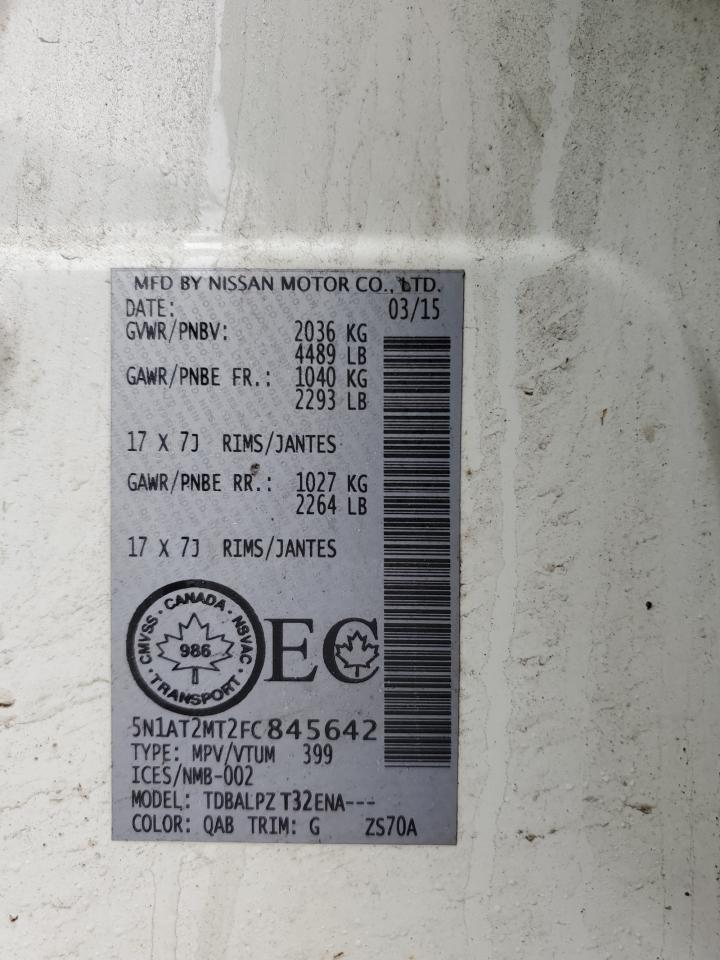 MFD BY NISSAN MOTOR CO., LTD.
DATE: 03/15
GVWR/PNBV: 2036 KG
4489 LB
GAWR/PNBE FR.: 1040 KG
2293 LB
17 X 7J RIMS/JANTES
GAWR/PNBE RR.: 1027 KG
2264 LB
17 X 7J RIMS/JANTES
CMVSS · CANADA · NSVAC · TRANSPORT ·
986
EC
5N1AT2MT2FC845642
TYPE: MPV/VTUM 399
ICES/NMB-002
MODEL: TDBALPZ T32ENA---
COLOR: QAB TRIM: G ZS70A